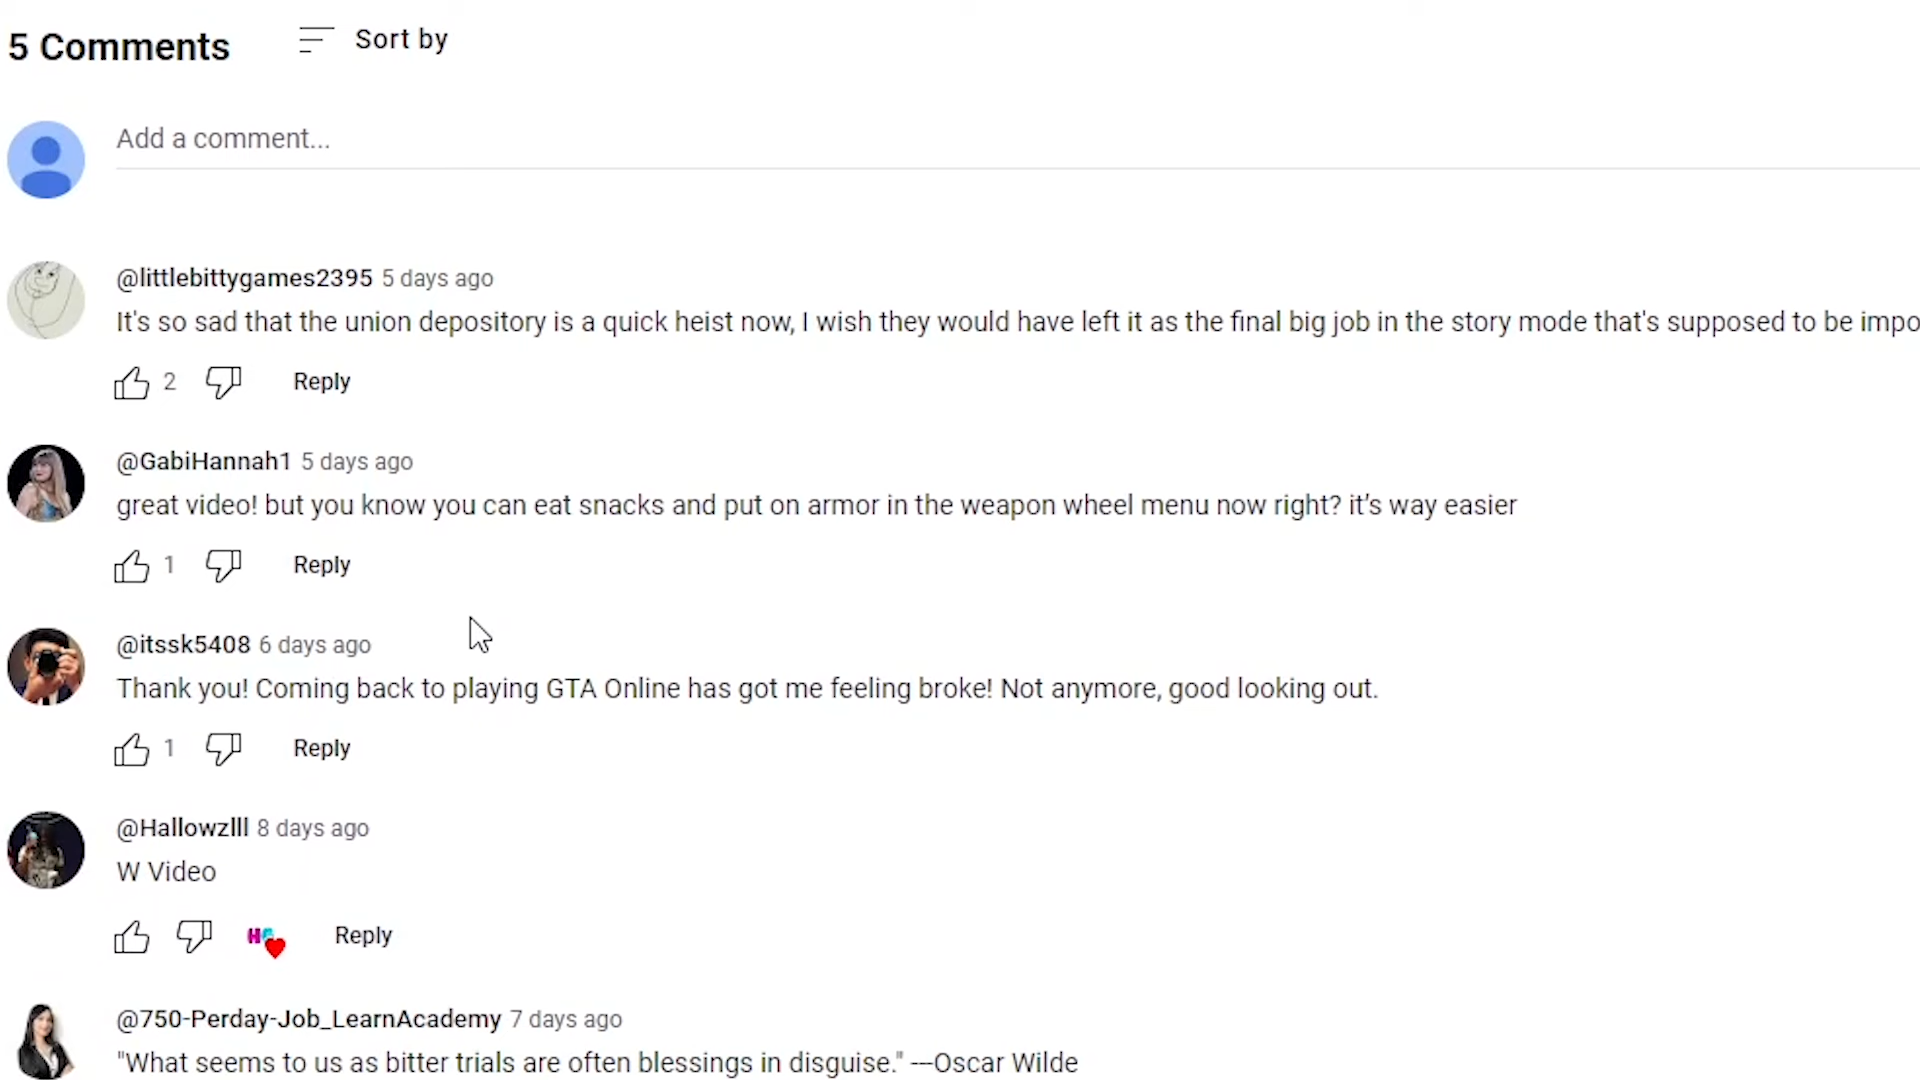 5 Comments
Sort by
Add a comment...
@littlebittygames2395 5 days ago
It's so sad that the union depository is a quick heist now, I wish they would have left it as the final big job in the story mode that's supposed to be impo
2
Reply
@GabiHannah1 5 days ago
great video! but you know you can eat snacks and put on armor in the weapon wheel menu now right? it's way easier
1
Reply
@itssk5408 6 days ago
Thank you! Coming back to playing GTA Online has got me feeling broke! Not anymore, good looking out.
1
Reply
@Hallowzlll 8 days ago
W Video
Reply
@750-Perday-Job_LearnAcademy 7 days ago
"What seems to us as bitter trials are often blessings in disguise." ---Oscar Wilde